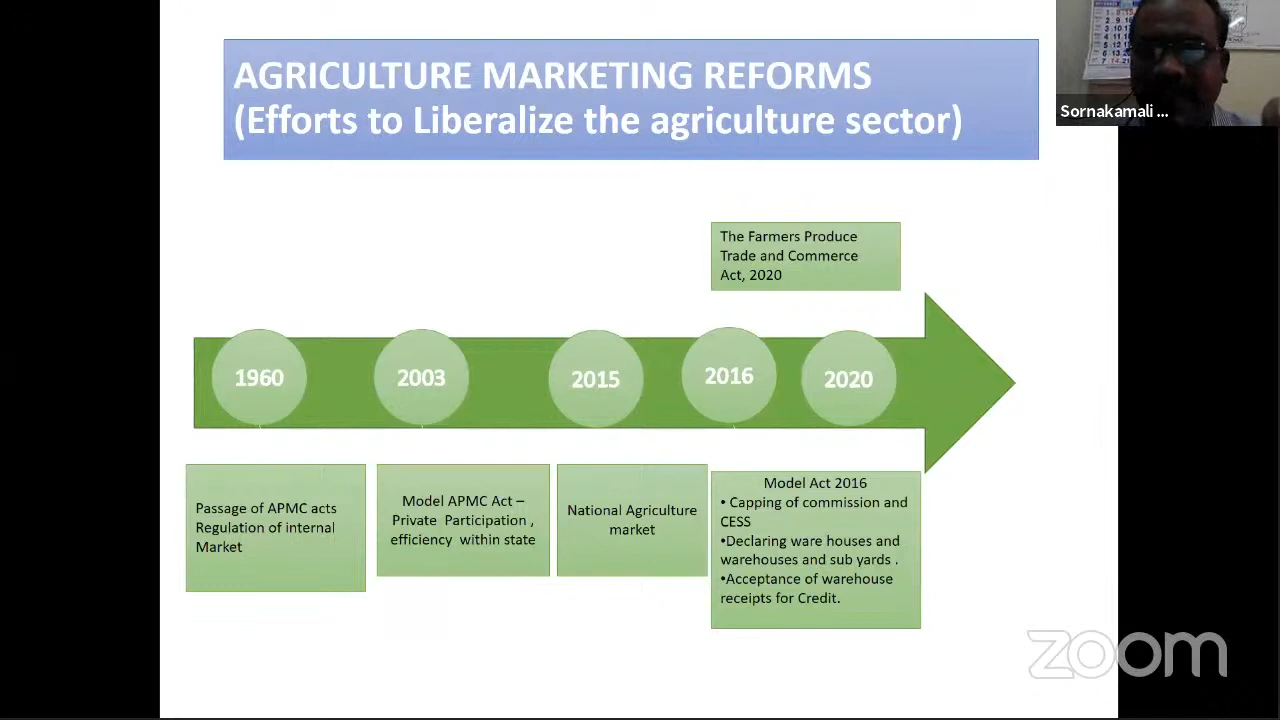 AGRICULTURE MARKETING REFORMS
(Efforts to Liberalize the agriculture sector)
Sornakamali ...
The Farmers Produce
Trade and Commerce
Act, 2020
1960
2003
2015
2016
2020
Passage of APMC acts
Regulation of internal
Market
Model APMC Act –
Private Participation ,
efficiency within state
National Agriculture
market
Model Act 2016
• Capping of commission and
CESS
•Declaring ware houses and
warehouses and sub yards .
•Acceptance of warehouse
receipts for Credit.
zoom